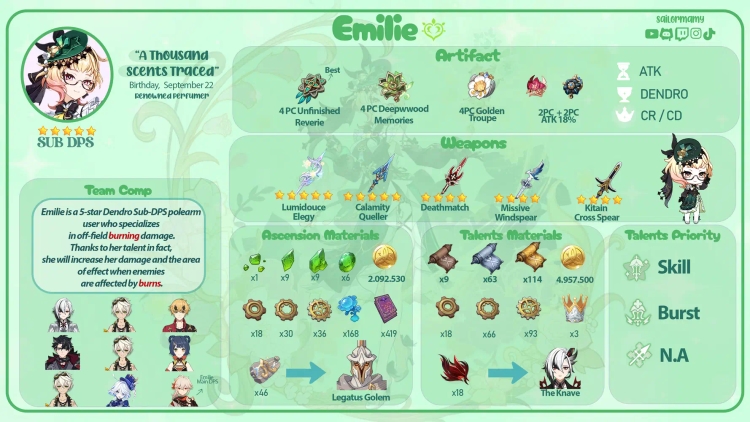 Emilie
sailormamy
"A Thousand
scents traced"
Birthday, September 22
Renowned Perfumer
SUB DPS
Artifact
Best
4 PC Unfinished
Reverie
4 PC Deepwood
Memories
4PC Golden
Troupe
2PC + 2PC
ATK 18%
ATK
DENDRO
CR / CD
Weapons
Lumidouce
Elegy
Calamity
Queller
Deathmatch
Missive
Windspear
Kitain
Cross Spear
Team Comp
Emilie is a 5-star Dendro Sub-DPS polearm
user who specializes
in off-field burning damage.
Thanks to her talent in fact,
she will increase her damage and the area
of effect when enemies
are affected by burns.
Emilie
Main DPS
Ascension Materials
x1
x9
x9
x6
2.092.530
x18
x30
x36
x168
x419
x46
Legatus Golem
Talents Materials
x9
x63
x114
4.957.500
x18
x66
x93
x3
x18
The Knave
Talents Priority
Skill
Burst
N.A